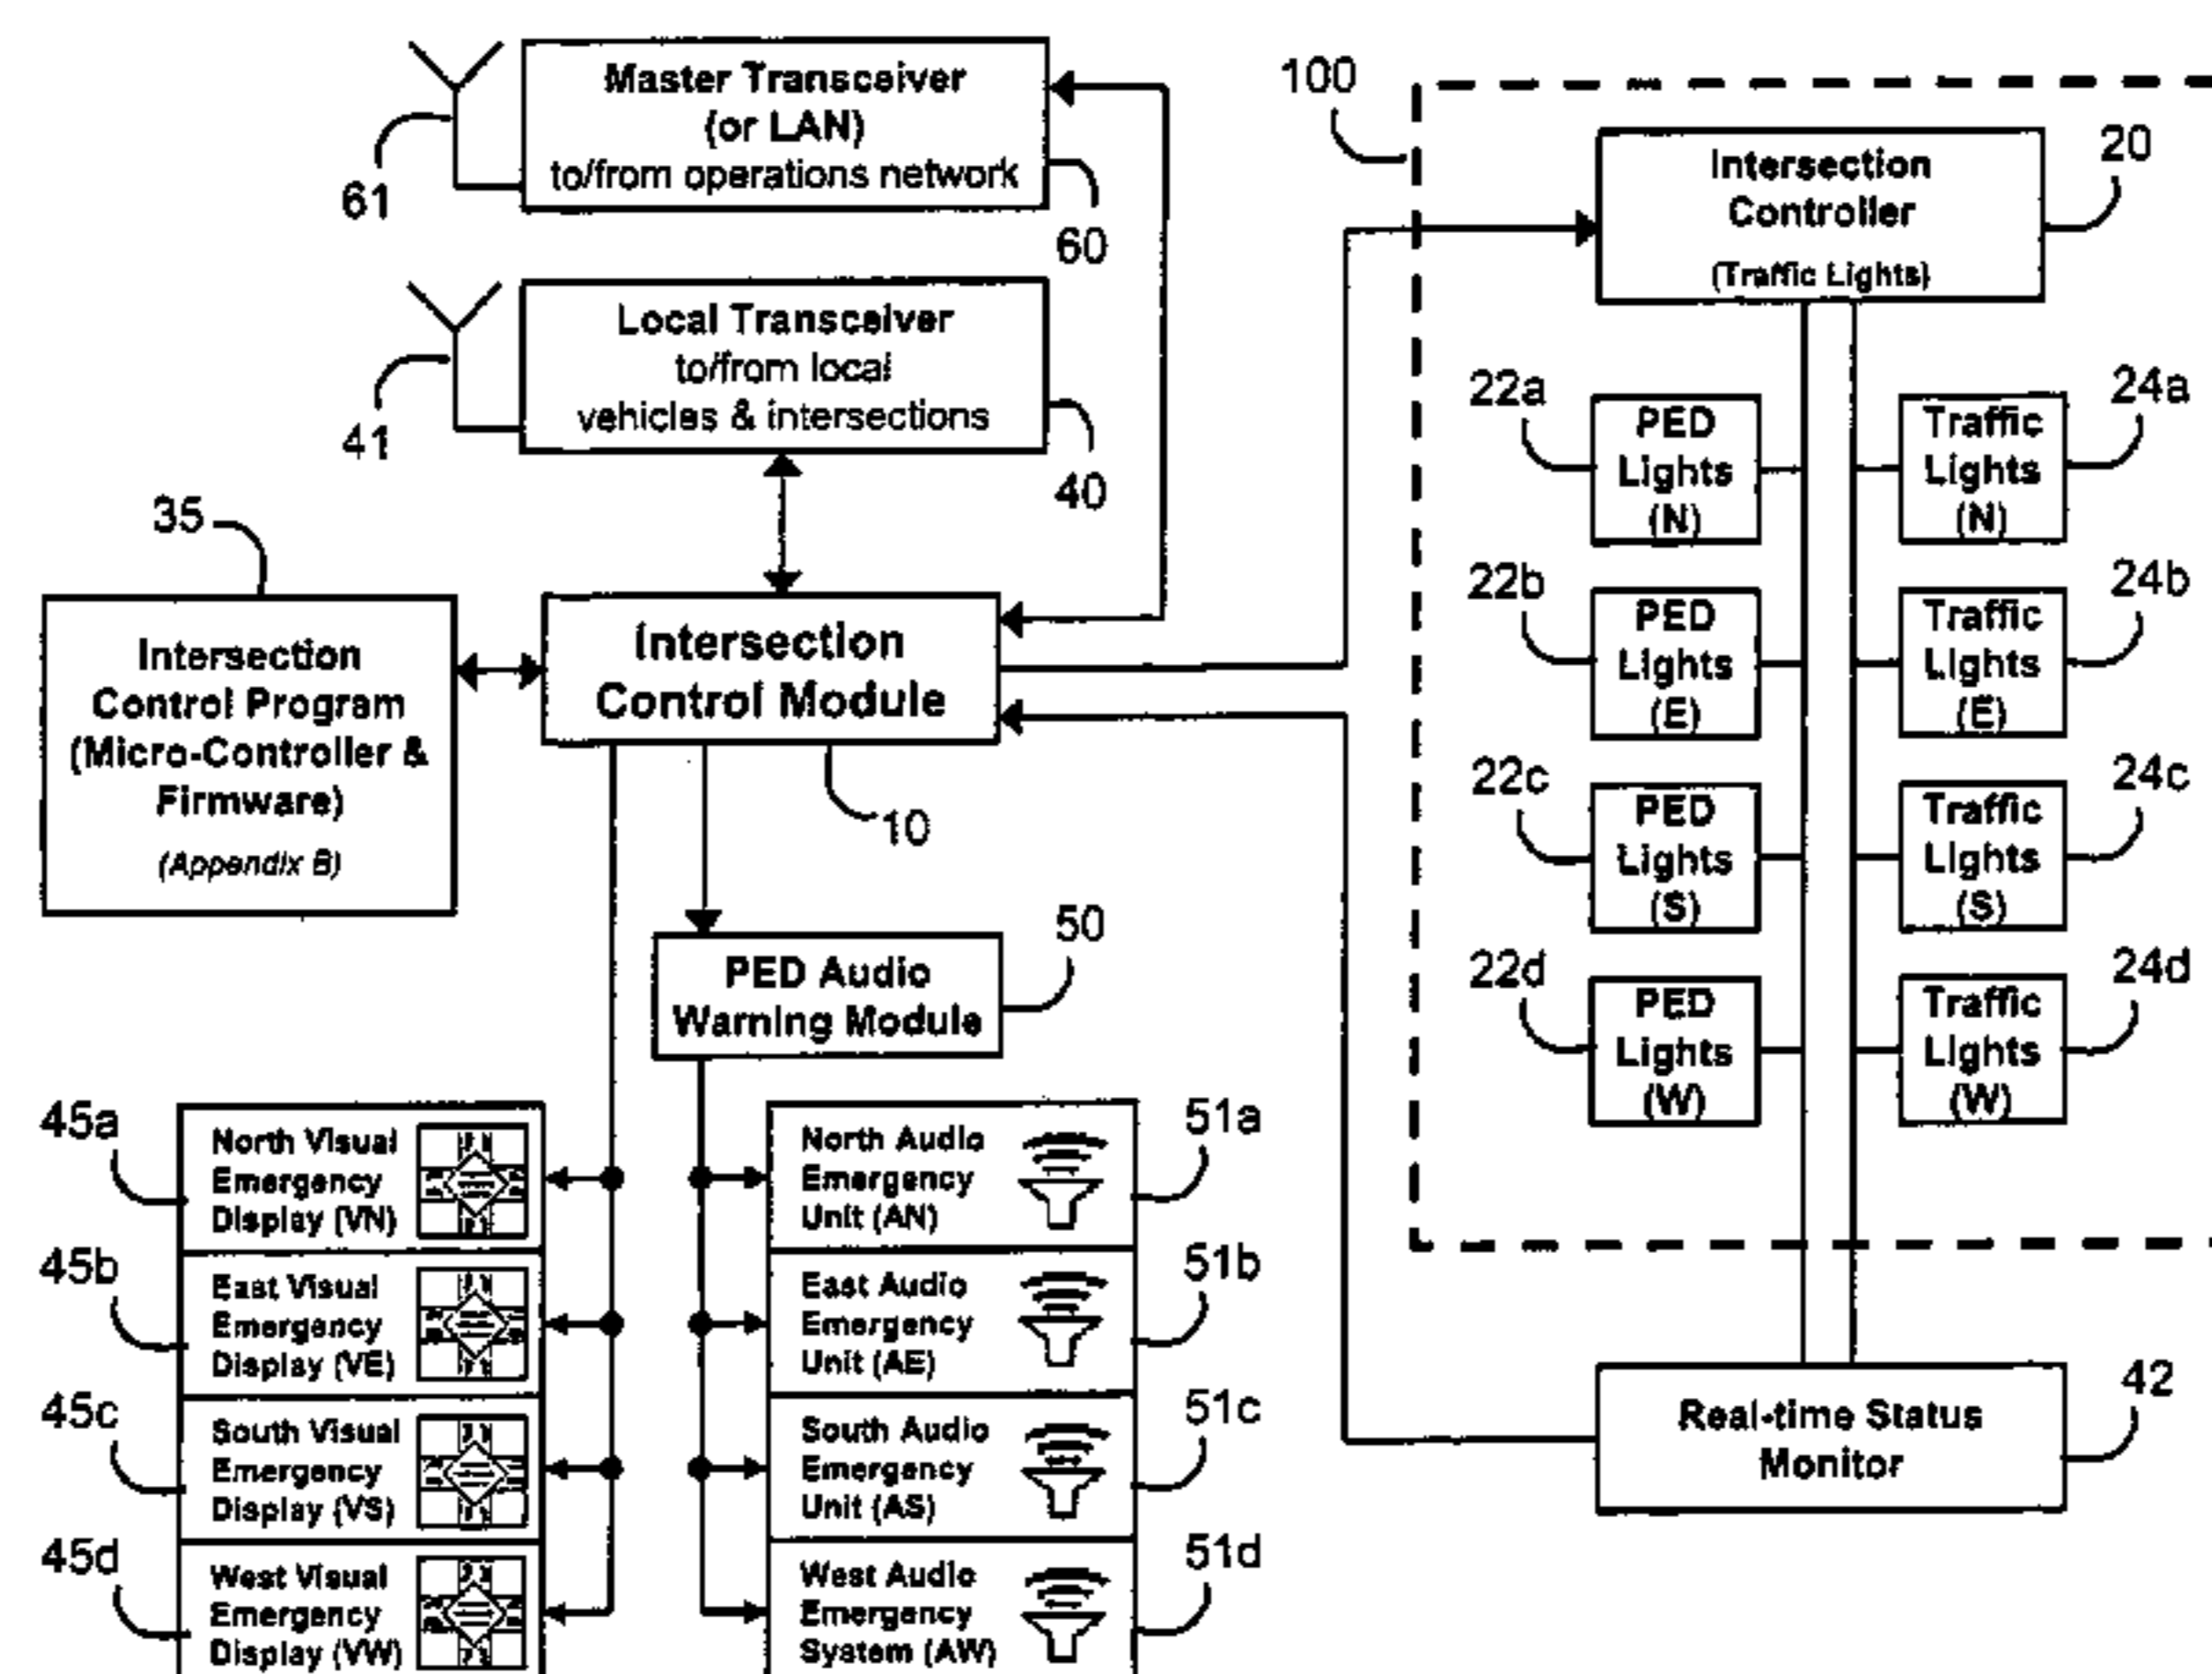 Master Transceiver
(or LAN)
to/from operations network
61
60
Local Transceiver
to/from local
vehicles & intersections
41
40
35
Intersection
Control Program
(Micro-Controller &
Firmware)
(Appendix B)
Intersection
Control Module
10
PED Audio
Warning Module
50
45a
North Visual
Emergency
Display (VN)
45b
East Visual
Emergency
Display (VE)
45c
South Visual
Emergency
Display (VS)
45d
West Visual
Emergency
Display (VW)
North Audio
Emergency
Unit (AN)
51a
East Audio
Emergency
Unit (AE)
51b
South Audio
Emergency
Unit (AS)
51c
West Audio
Emergency
System (AW)
51d
100
Intersection
Controller
(Traffic Lights)
20
22a
PED
Lights
(N)
Traffic
Lights
(N)
24a
22b
PED
Lights
(E)
Traffic
Lights
(E)
24b
22c
PED
Lights
(S)
Traffic
Lights
(S)
24c
22d
PED
Lights
(W)
Traffic
Lights
(W)
24d
Real-time Status
Monitor
42